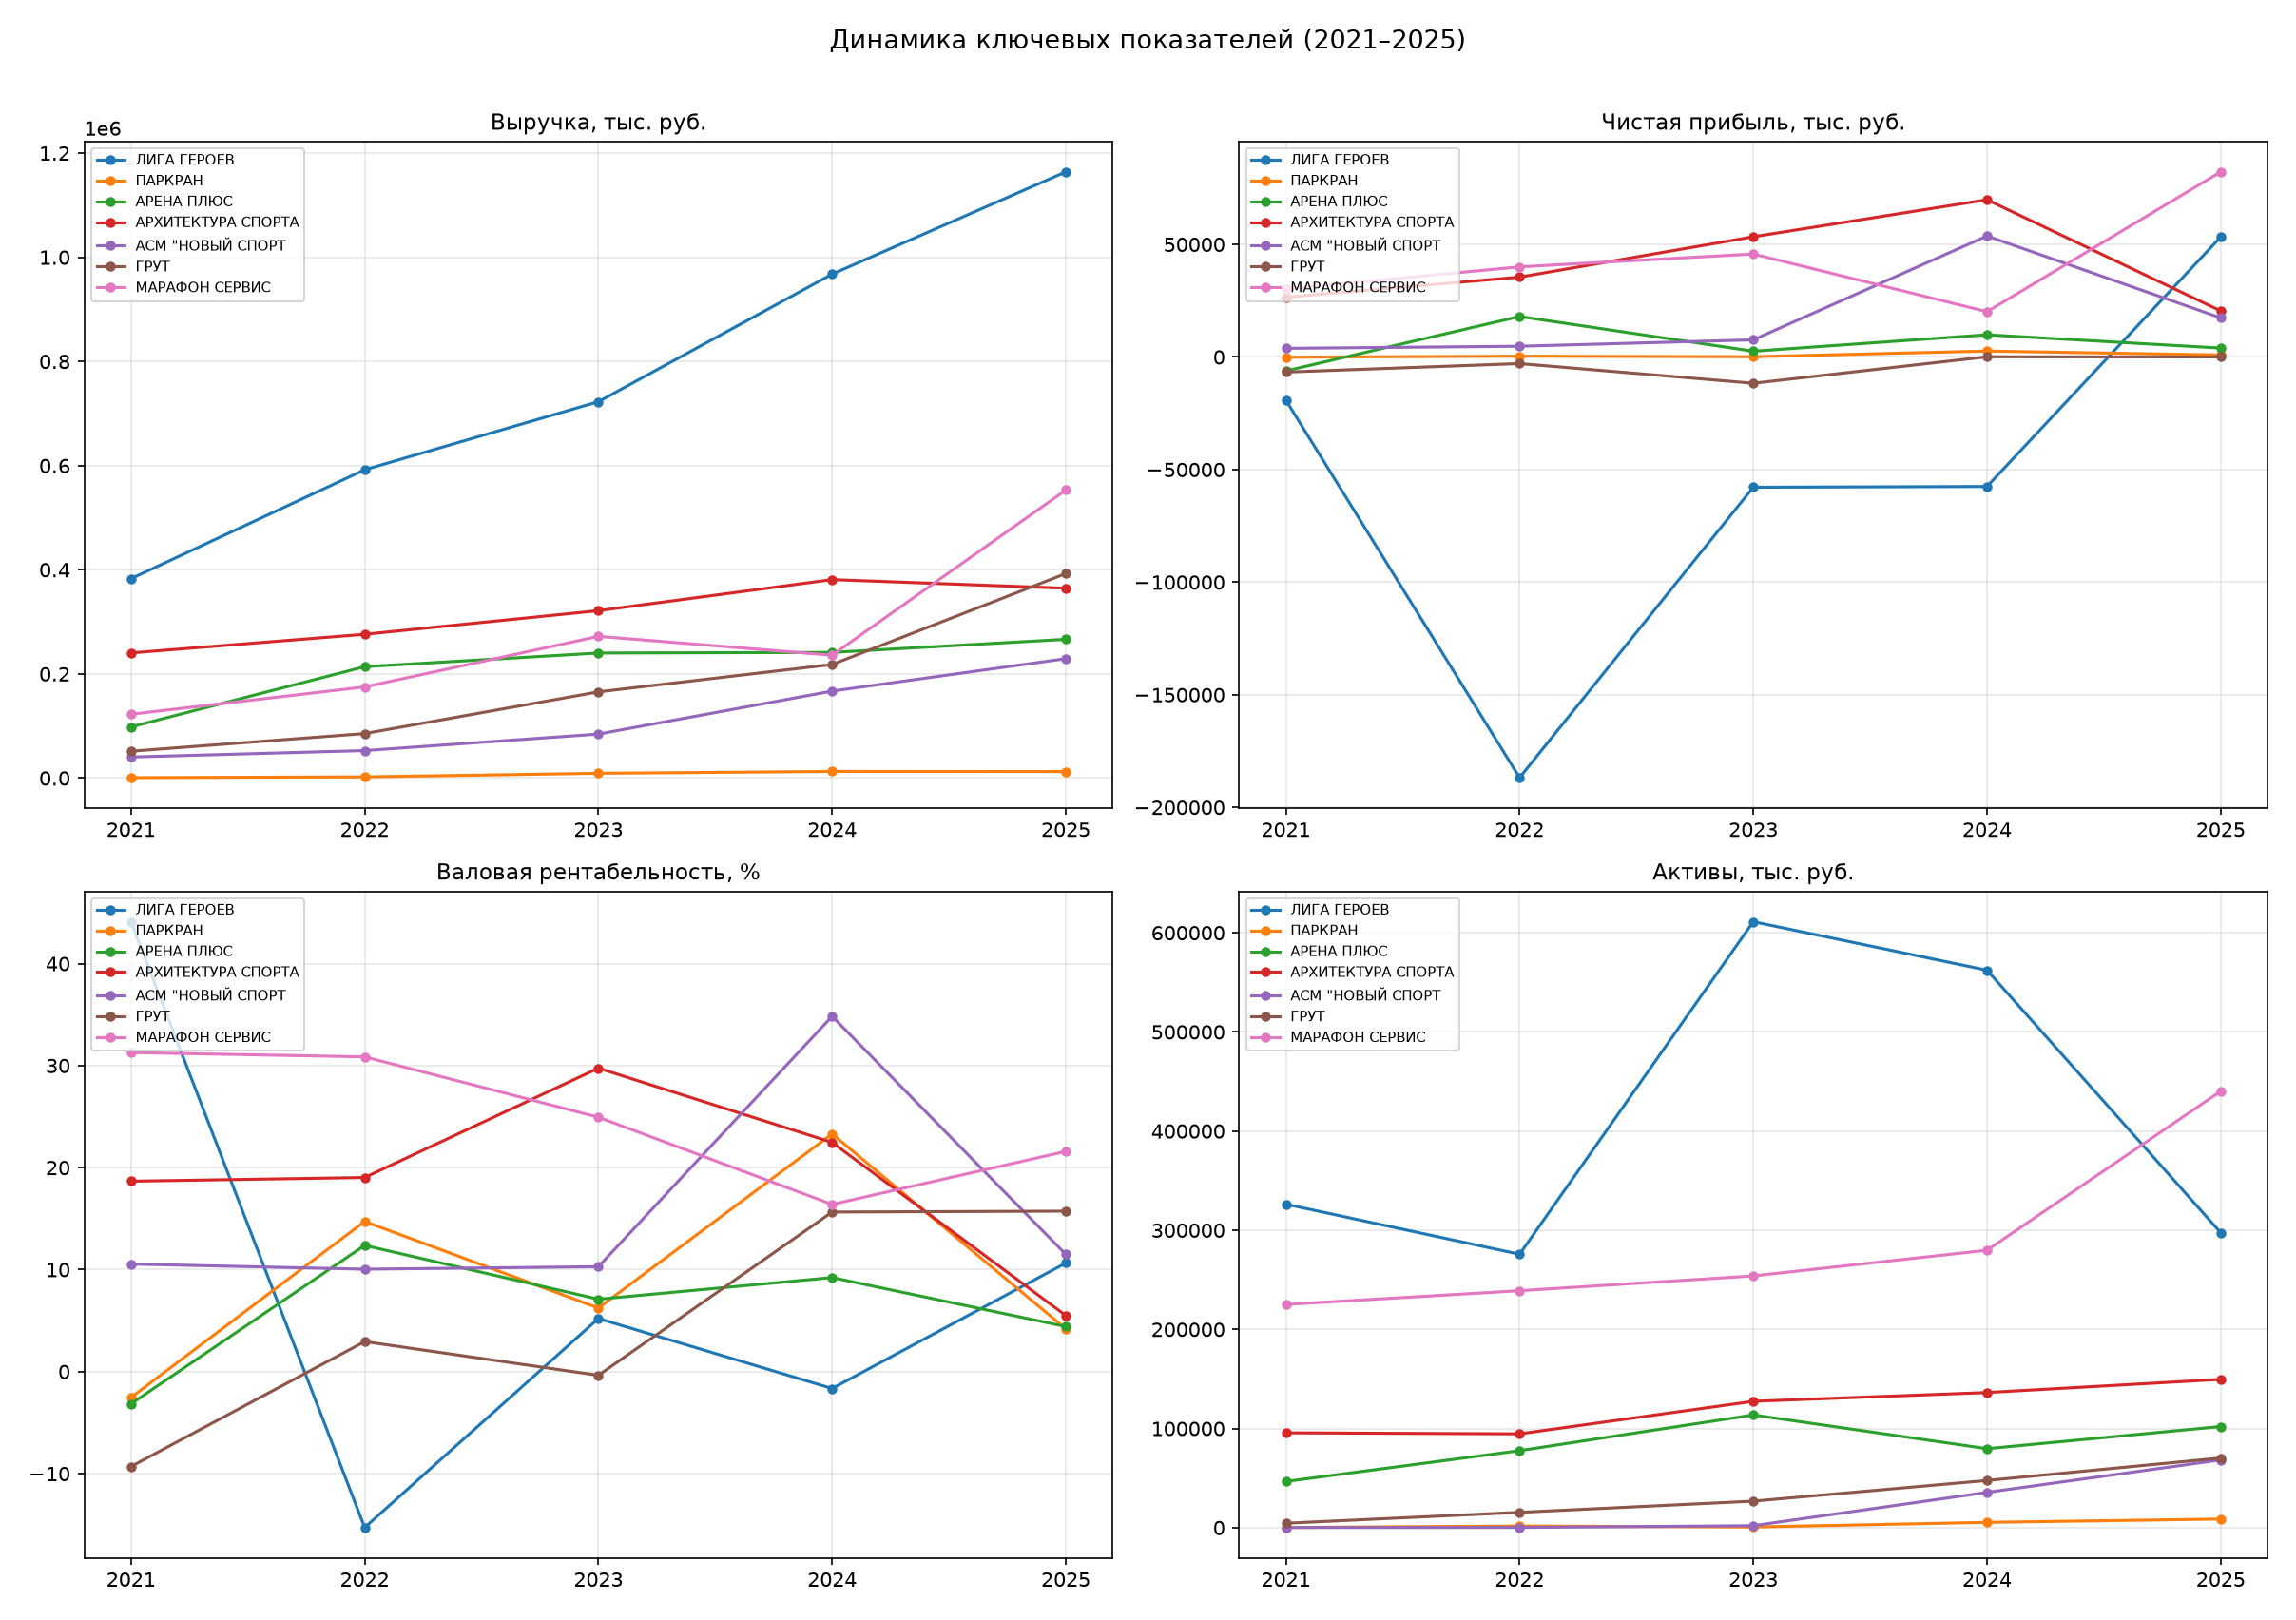 Динамика ключевых показателей (2021–2025)
Выручка, тыс. руб.
1e6
1.2
1.0
0.8
0.6
0.4
0.2
0.0
ЛИГА ГЕРОЕВ
ПАРКРАН
АРЕНА ПЛЮС
АРХИТЕКТУРА СПОРТА
АСМ "НОВЫЙ СПОРТ
ГРУТ
МАРАФОН СЕРВИС
2021 2022 2023 2024 2025
Чистая прибыль, тыс. руб.
50000
0
−50000
−100000
−150000
−200000
ЛИГА ГЕРОЕВ
ПАРКРАН
АРЕНА ПЛЮС
АРХИТЕКТУРА СПОРТА
АСМ "НОВЫЙ СПОРТ
ГРУТ
МАРАФОН СЕРВИС
2021 2022 2023 2024 2025
Валовая рентабельность, %
40
30
20
10
0
−10
ЛИГА ГЕРОЕВ
ПАРКРАН
АРЕНА ПЛЮС
АРХИТЕКТУРА СПОРТА
АСМ "НОВЫЙ СПОРТ
ГРУТ
МАРАФОН СЕРВИС
2021 2022 2023 2024 2025
Активы, тыс. руб.
600000
500000
400000
300000
200000
100000
0
ЛИГА ГЕРОЕВ
ПАРКРАН
АРЕНА ПЛЮС
АРХИТЕКТУРА СПОРТА
АСМ "НОВЫЙ СПОРТ
ГРУТ
МАРАФОН СЕРВИС
2021 2022 2023 2024 2025